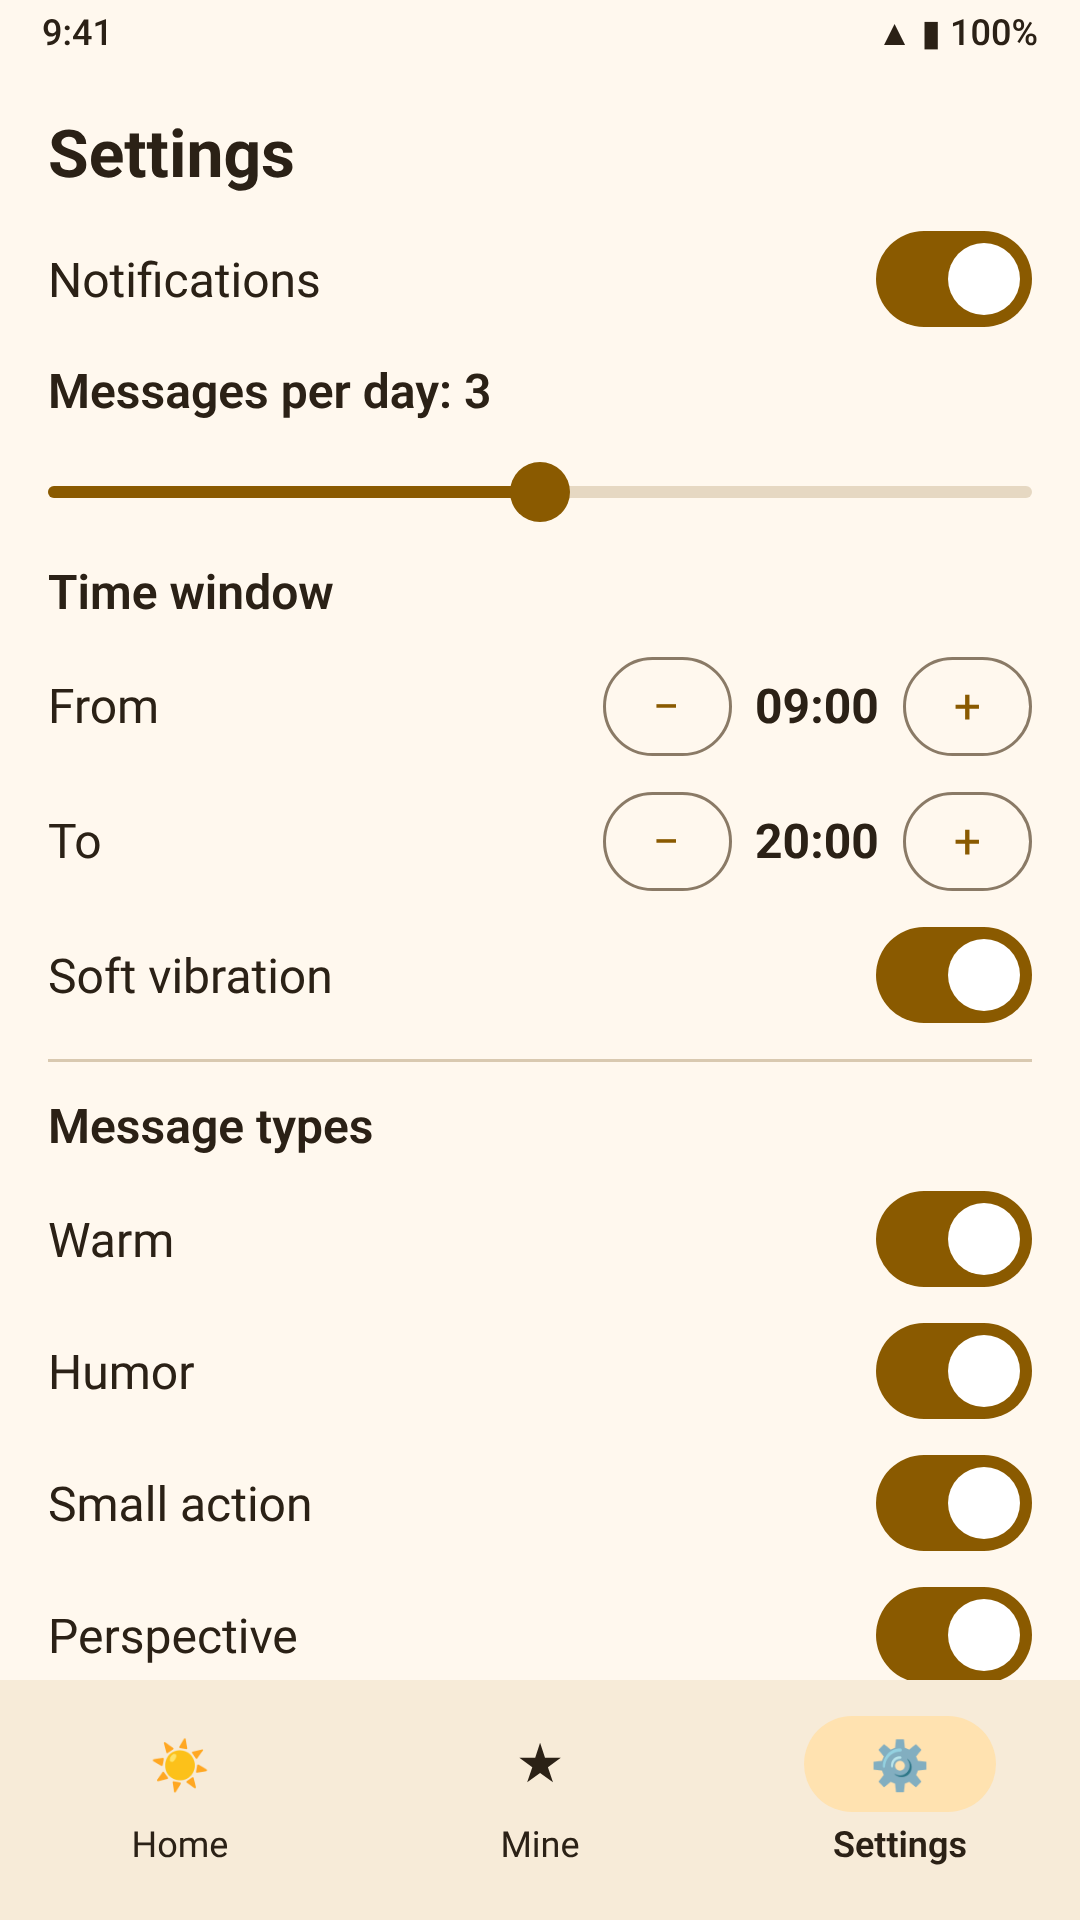 9:41
100%
Settings
Notifications
Messages per day: 3
Time window
From − 09:00 +
To − 20:00 +
Soft vibration
Message types
Warm
Humor
Small action
Perspective
Home Mine Settings